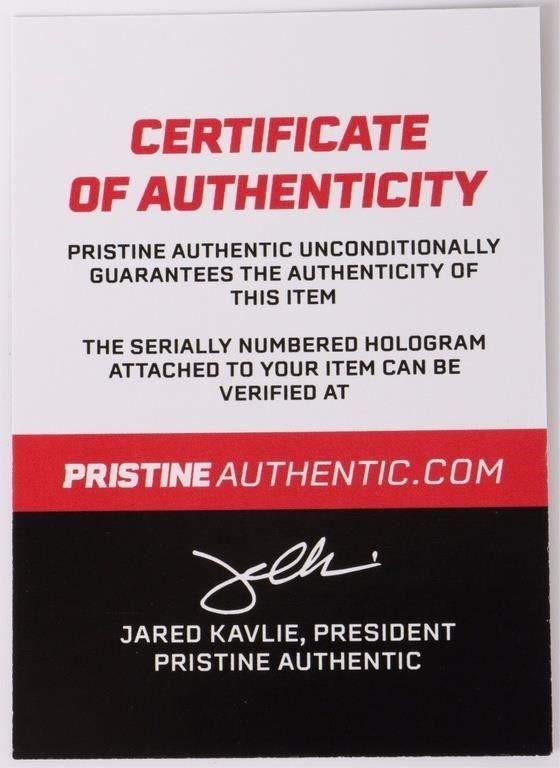 CERTIFICATE
OF AUTHENTICITY
PRISTINE AUTHENTIC UNCONDITIONALLY
GUARANTEES THE AUTHENTICITY OF
THIS ITEM
THE SERIALLY NUMBERED HOLOGRAM
ATTACHED TO YOUR ITEM CAN BE
VERIFIED AT
PRISTINEAUTHENTIC.COM
JARED KAVLIE, PRESIDENT
PRISTINE AUTHENTIC